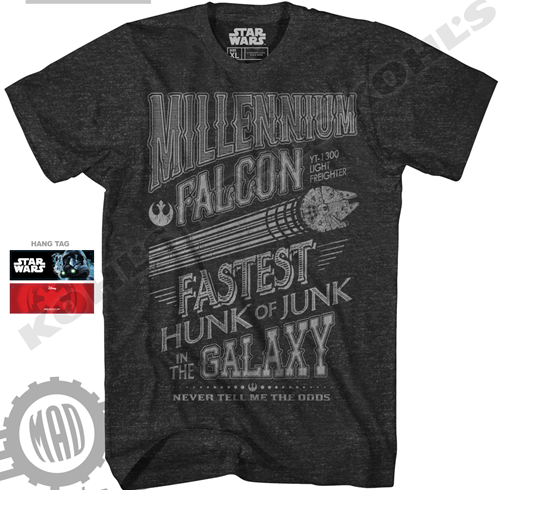 STAR
WARS
XL
MILLENNIUM
FALCON
YT-1300
LIGHT
FREIGHTER
FASTEST
HUNK OF JUNK
IN
THE GALAXY
NEVER TELL ME THE ODDS
HANG TAG
STAR
WARS
Disney
MAD
KOHL'S